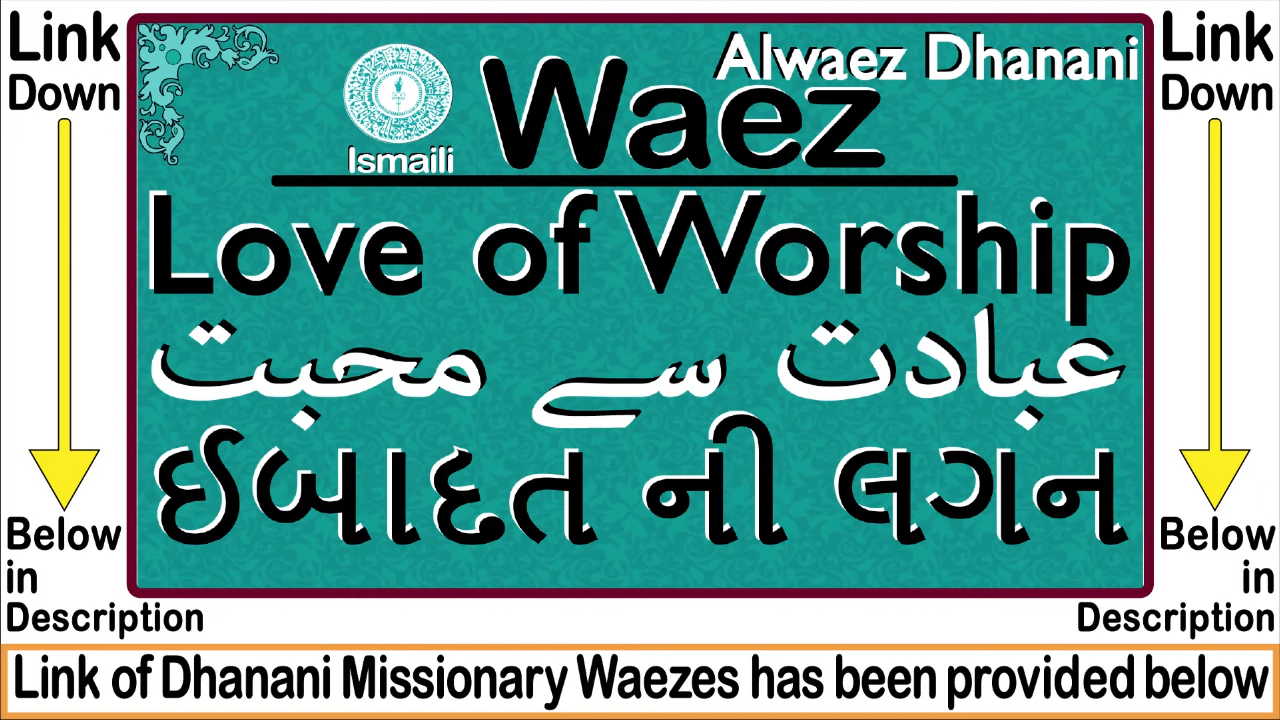 Link
Down
Below
in
Description
Alwaez Dhanani
Ismaili
Waez
Love of Worship
عبادت سے محبت
ઈબાદત ની લગન
Link
Down
Below
in
Description
Link of Dhanani Missionary Waezes has been provided below